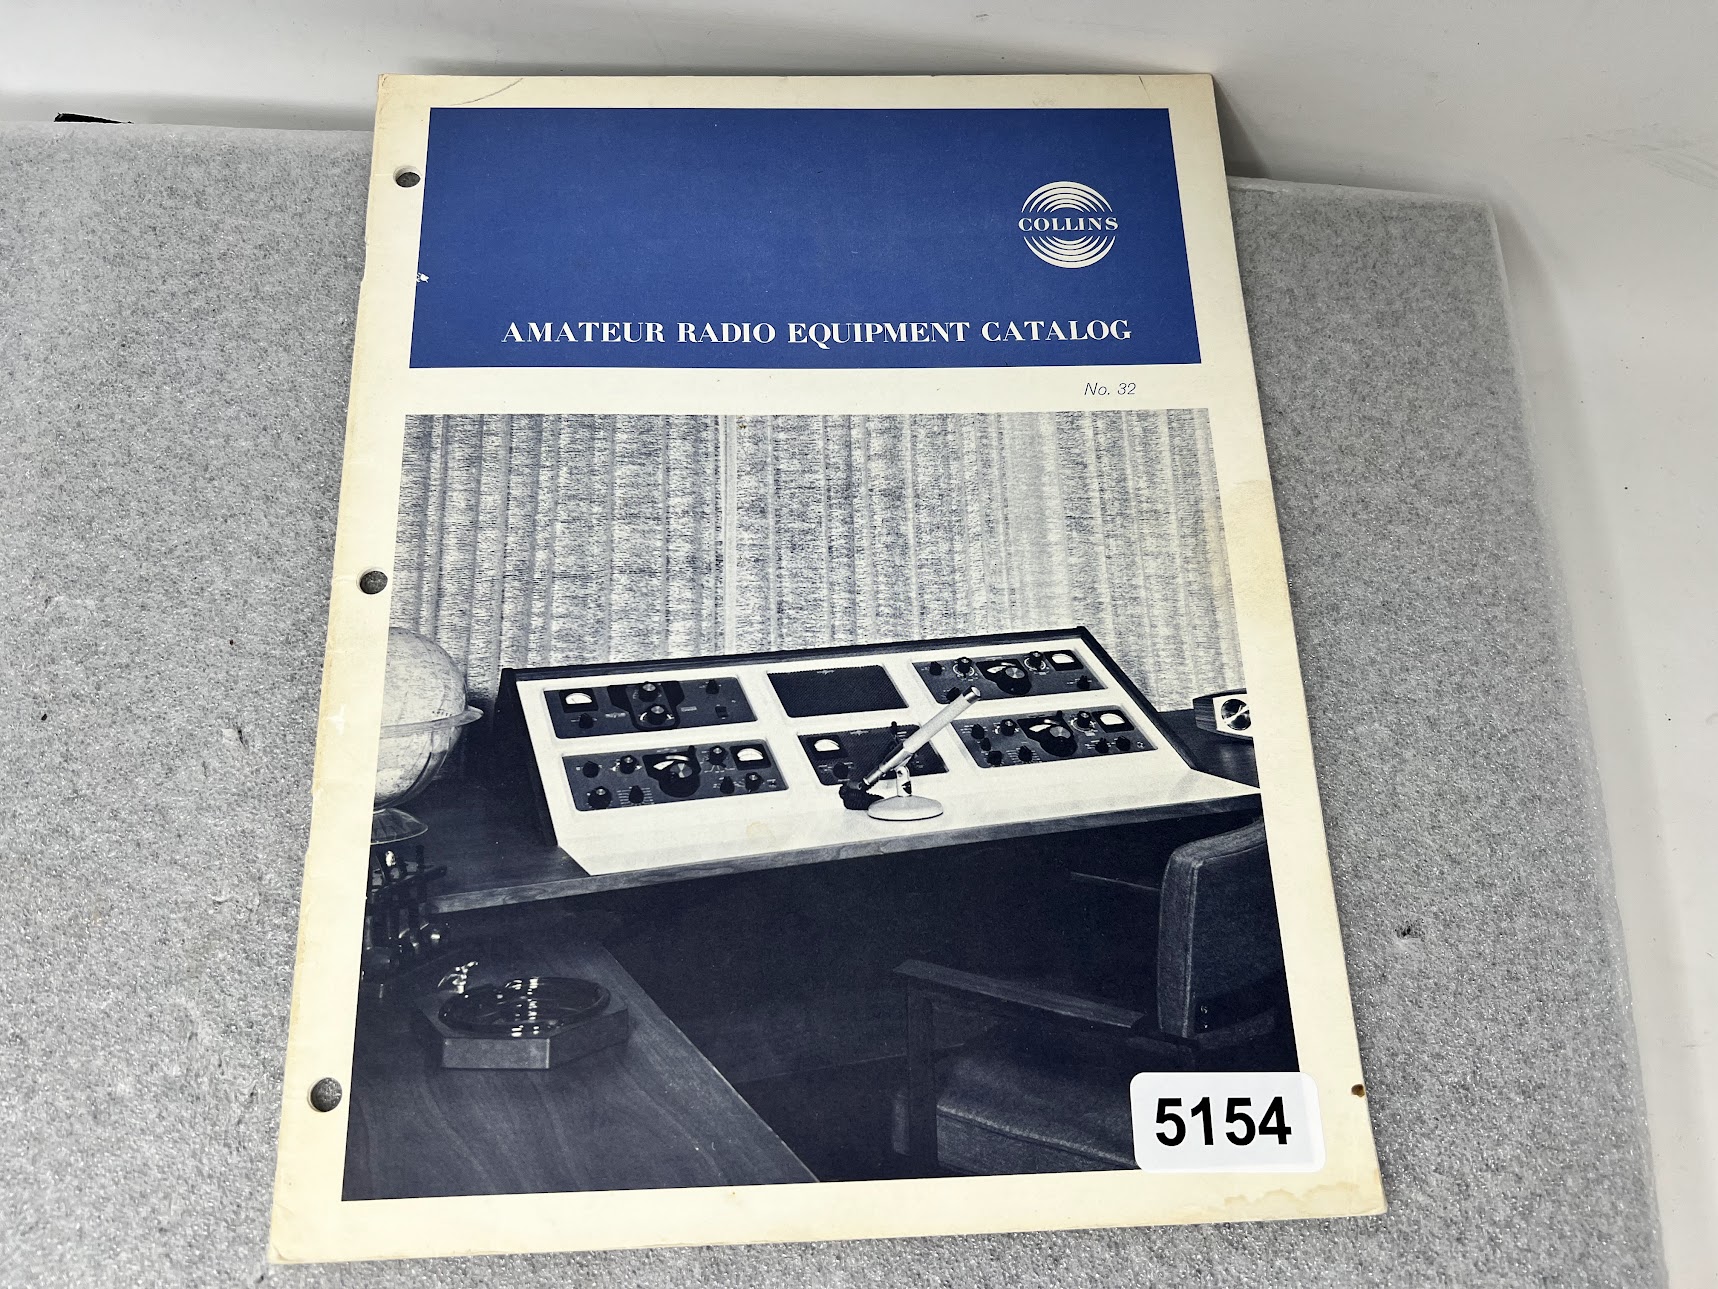 COLLINS
AMATEUR RADIO EQUIPMENT CATALOG
No. 32
5154